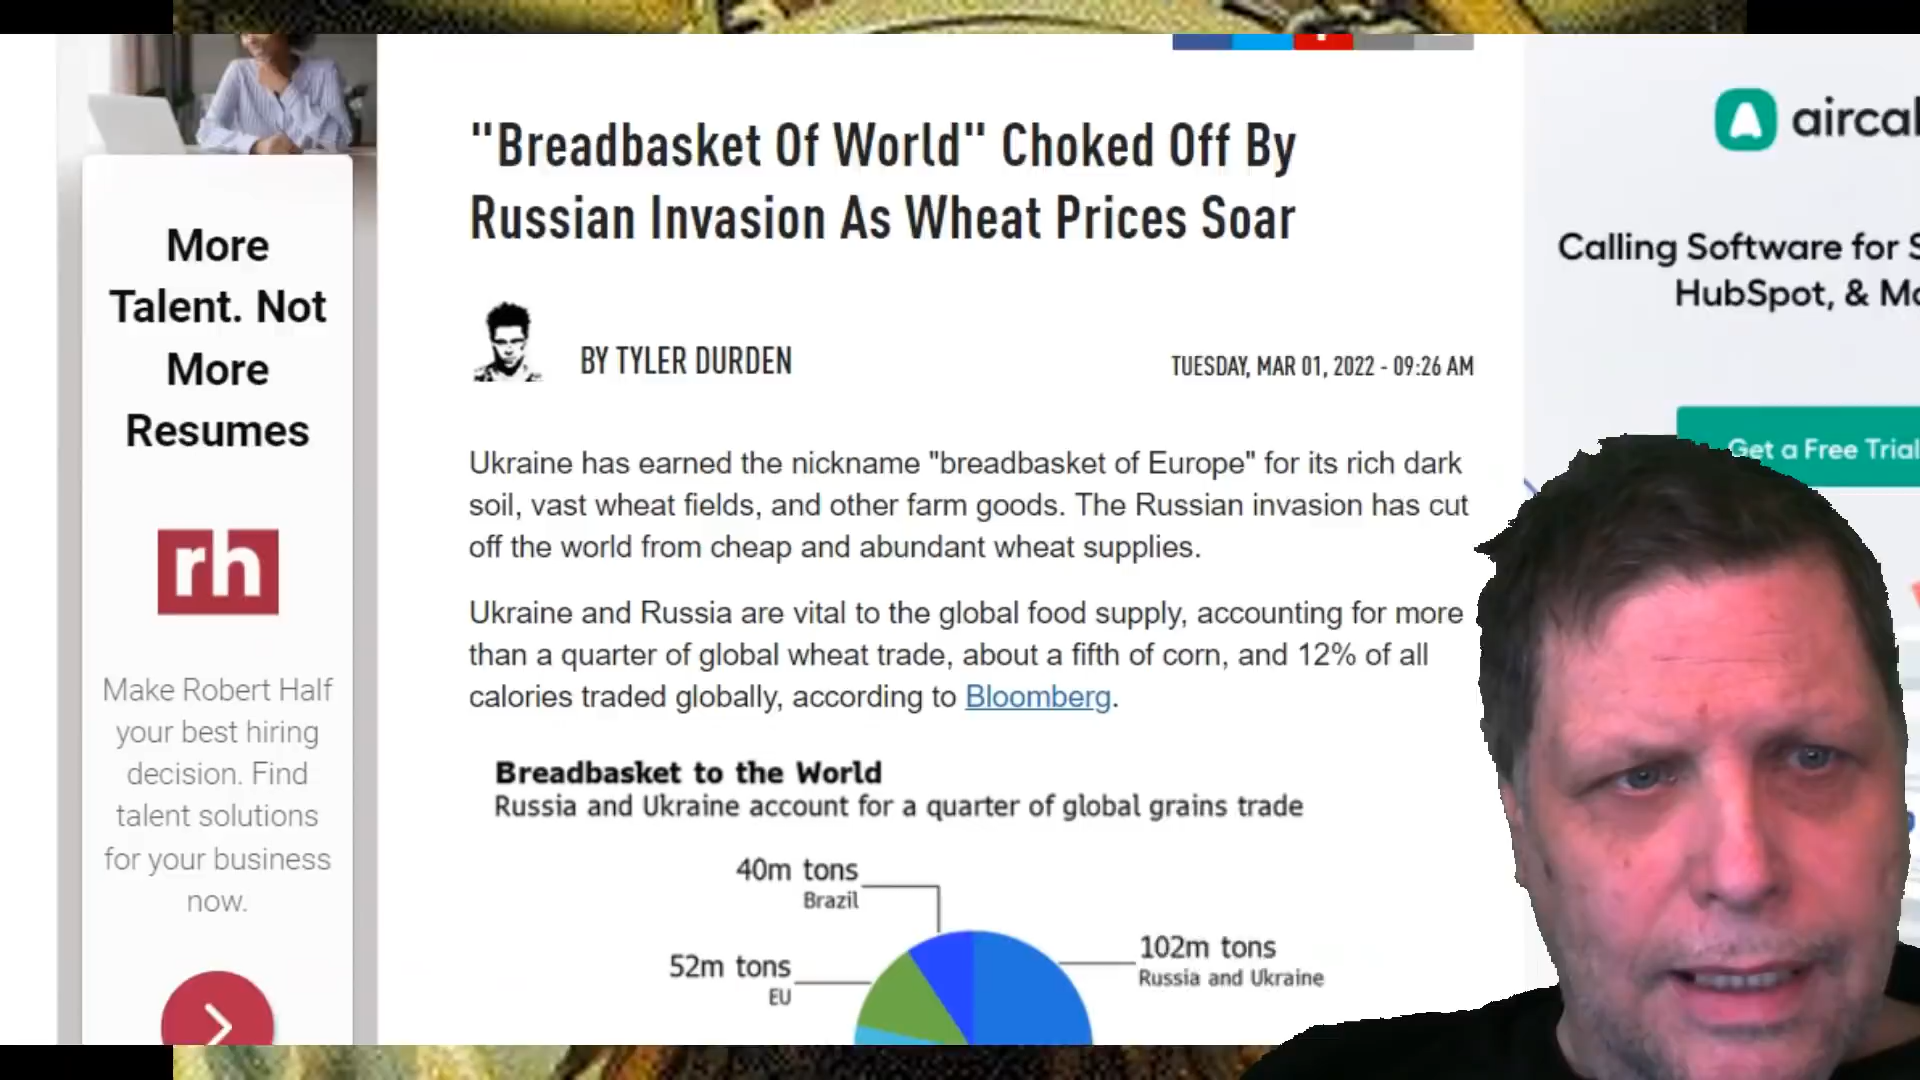 "Breadbasket Of World" Choked Off By
Russian Invasion As Wheat Prices Soar
BY TYLER DURDEN
TUESDAY, MAR 01, 2022 - 09:26 AM
Ukraine has earned the nickname "breadbasket of Europe" for its rich dark
soil, vast wheat fields, and other farm goods. The Russian invasion has cut
off the world from cheap and abundant wheat supplies.
Ukraine and Russia are vital to the global food supply, accounting for more
than a quarter of global wheat trade, about a fifth of corn, and 12% of all
calories traded globally, according to Bloomberg.
Breadbasket to the World
Russia and Ukraine account for a quarter of global grains trade
40m tons
Brazil
52m tons
EU
102m tons
Russia and Ukraine
More
Talent. Not
More
Resumes
rh
Make Robert Half
your best hiring
decision. Find
talent solutions
for your business
now.
Calling Software for
HubSpot, &
Get a Free Trial